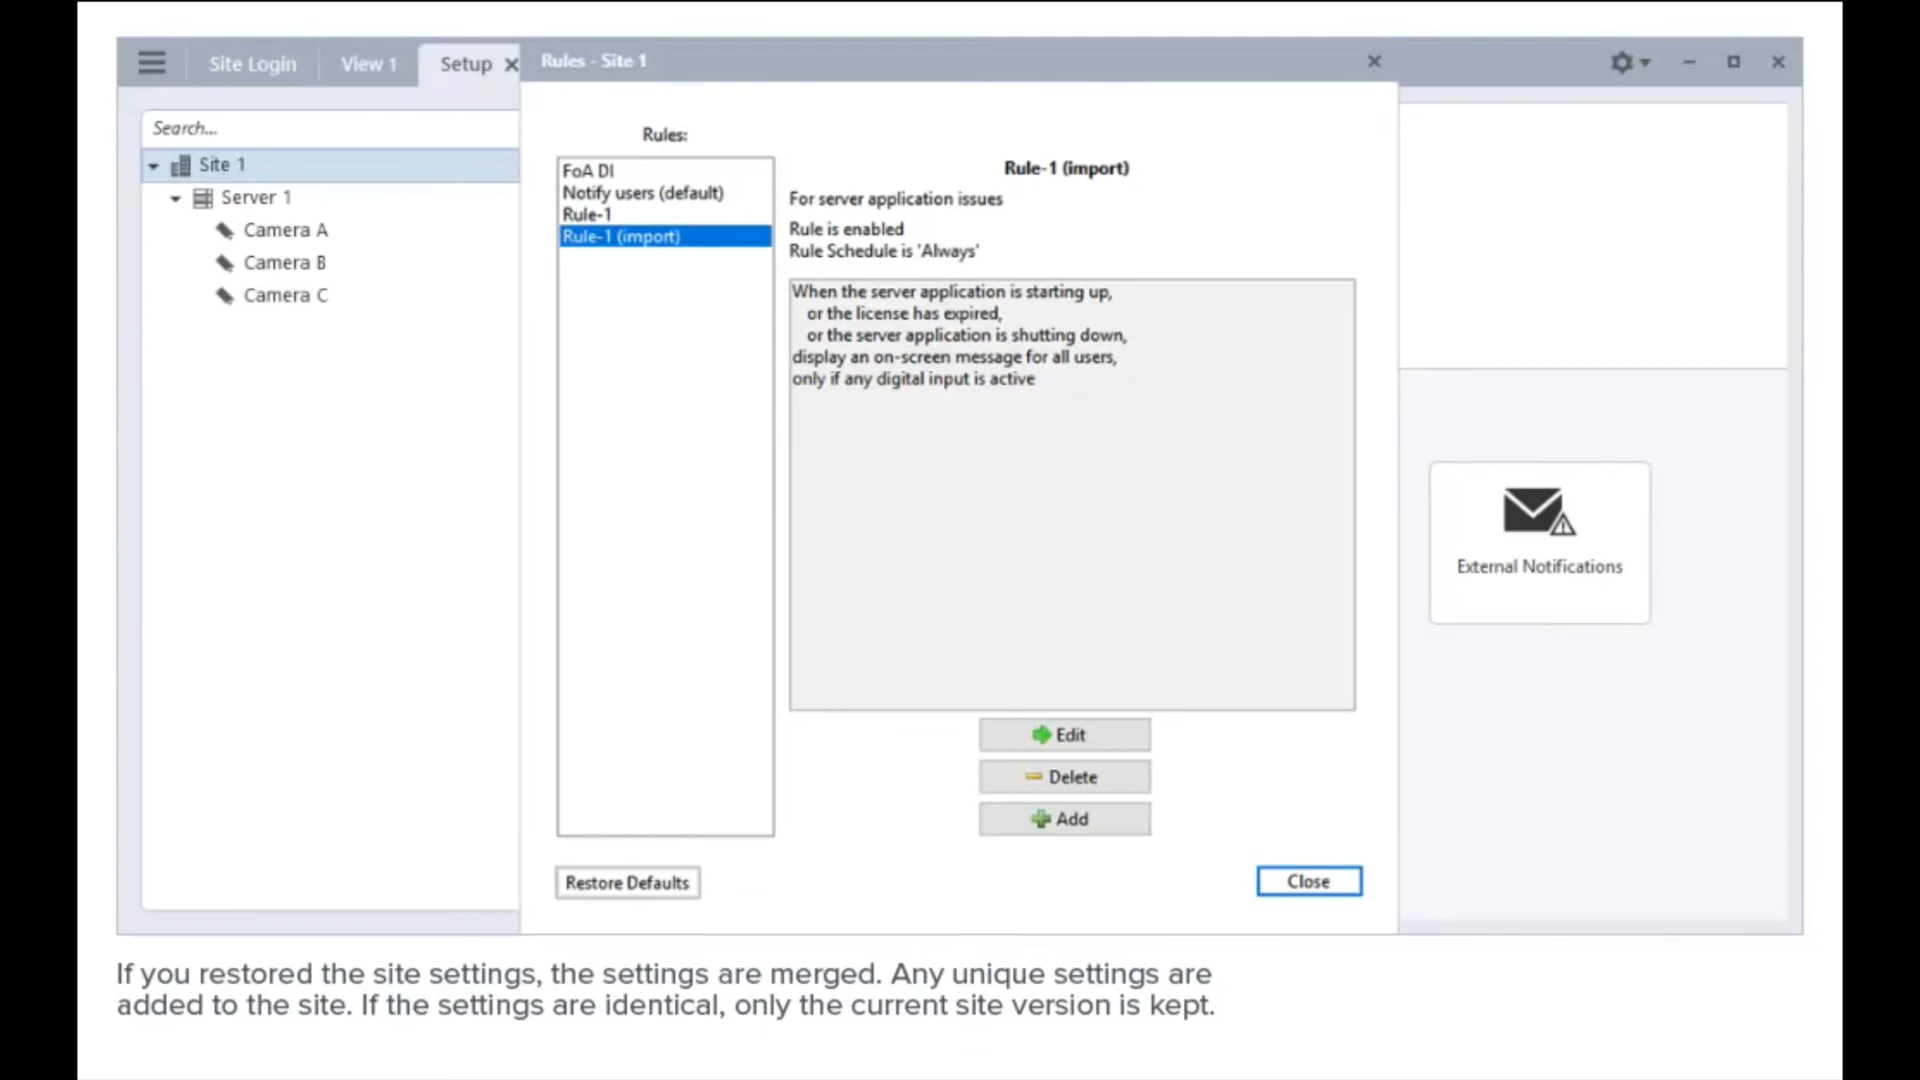 Site Login
View 1
Setup
Rules - Site 1
Search...
Site 1
Server 1
Camera A
Camera B
Camera C
Rules:
FoA DI
Notify users (default)
Rule-1
Rule-1 (import)
Rule-1 (import)
For server application issues
Rule is enabled
Rule Schedule is 'Always'
When the server application is starting up,
or the license has expired,
or the server application is shutting down,
display an on-screen message for all users,
only if any digital input is active
Edit
Delete
Add
Restore Defaults
Close
External Notifications
If you restored the site settings, the settings are merged. Any unique settings are
added to the site. If the settings are identical, only the current site version is kept.